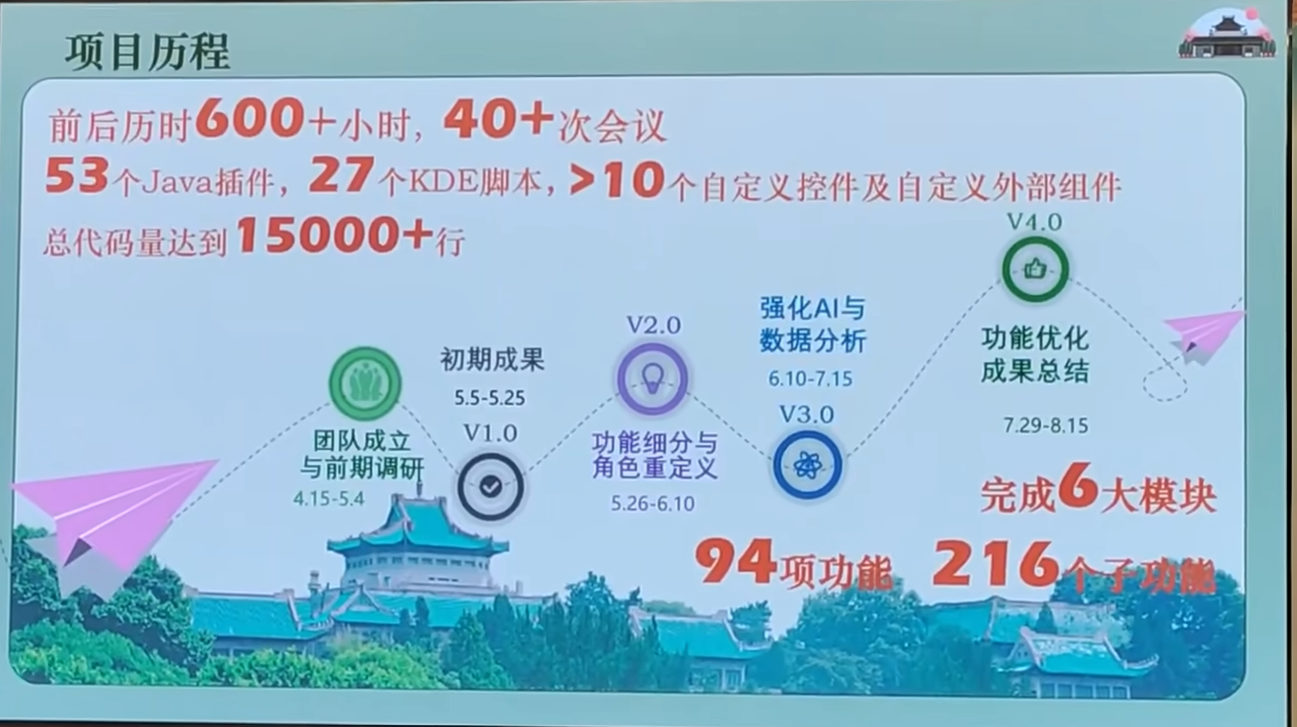 项目历程
前后历时600+小时，40+次会议
53个Java插件，27个KDE脚本，>10个自定义控件及自定义外部组件
总代码量达到15000+行
团队成立
与前期调研
4.15-5.4
初期成果
5.5-5.25
V1.0
V2.0
功能细分与
角色重定义
5.26-6.10
强化AI与
数据分析
6.10-7.15
V3.0
V4.0
功能优化
成果总结
7.29-8.15
完成6大模块
94项功能 216个子功能